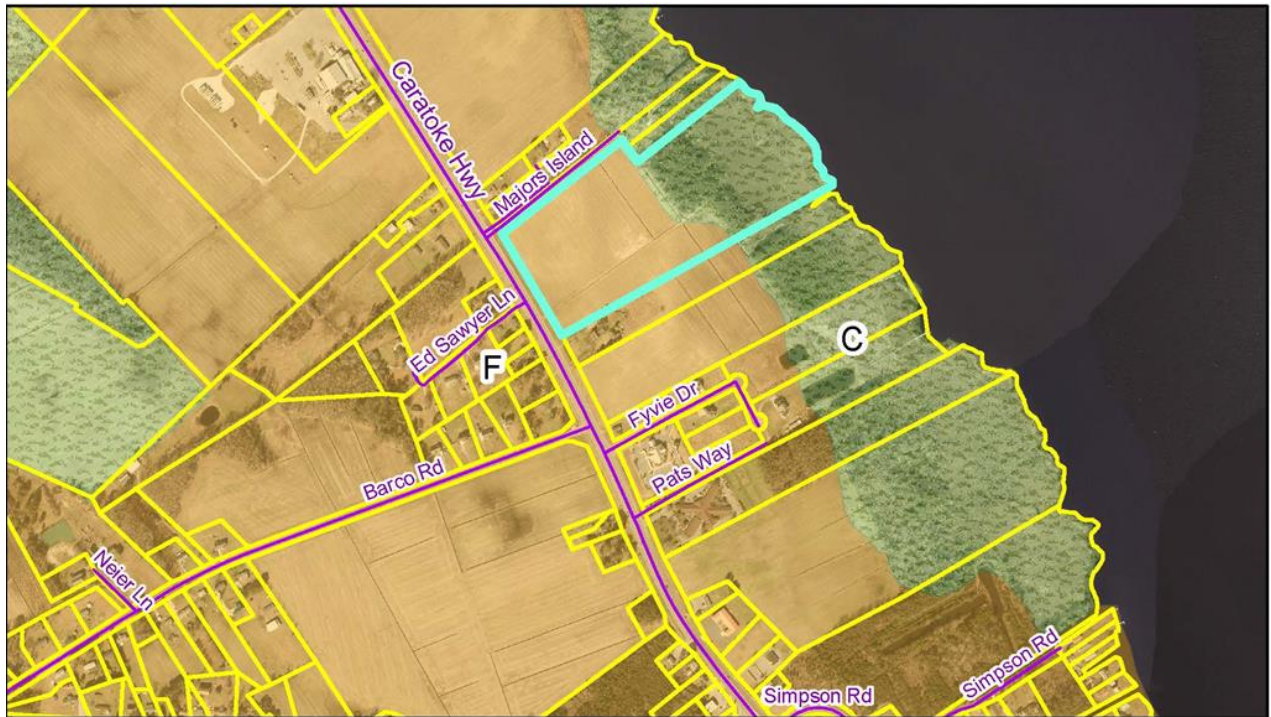 Caratoke Hwy
Majors Island
Ed Sawyer Ln
F
C
Fyvie Dr
Pats Way
Barco Rd
Neier Ln
Simpson Rd
Simpson Rd